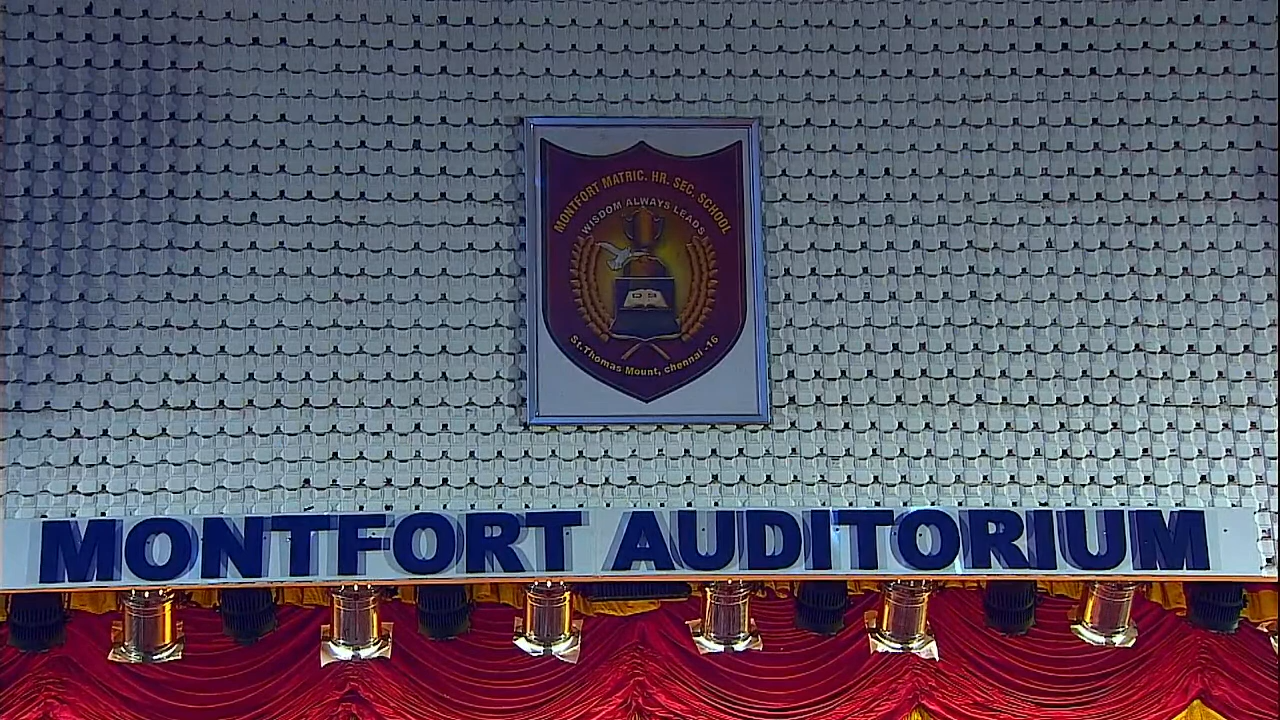 MONTFORT MATRIC. HR. SEC. SCHOOL
WISDOM ALWAYS LEADS
St.Thomas Mount, chennai .16
MONTFORT AUDITORIUM